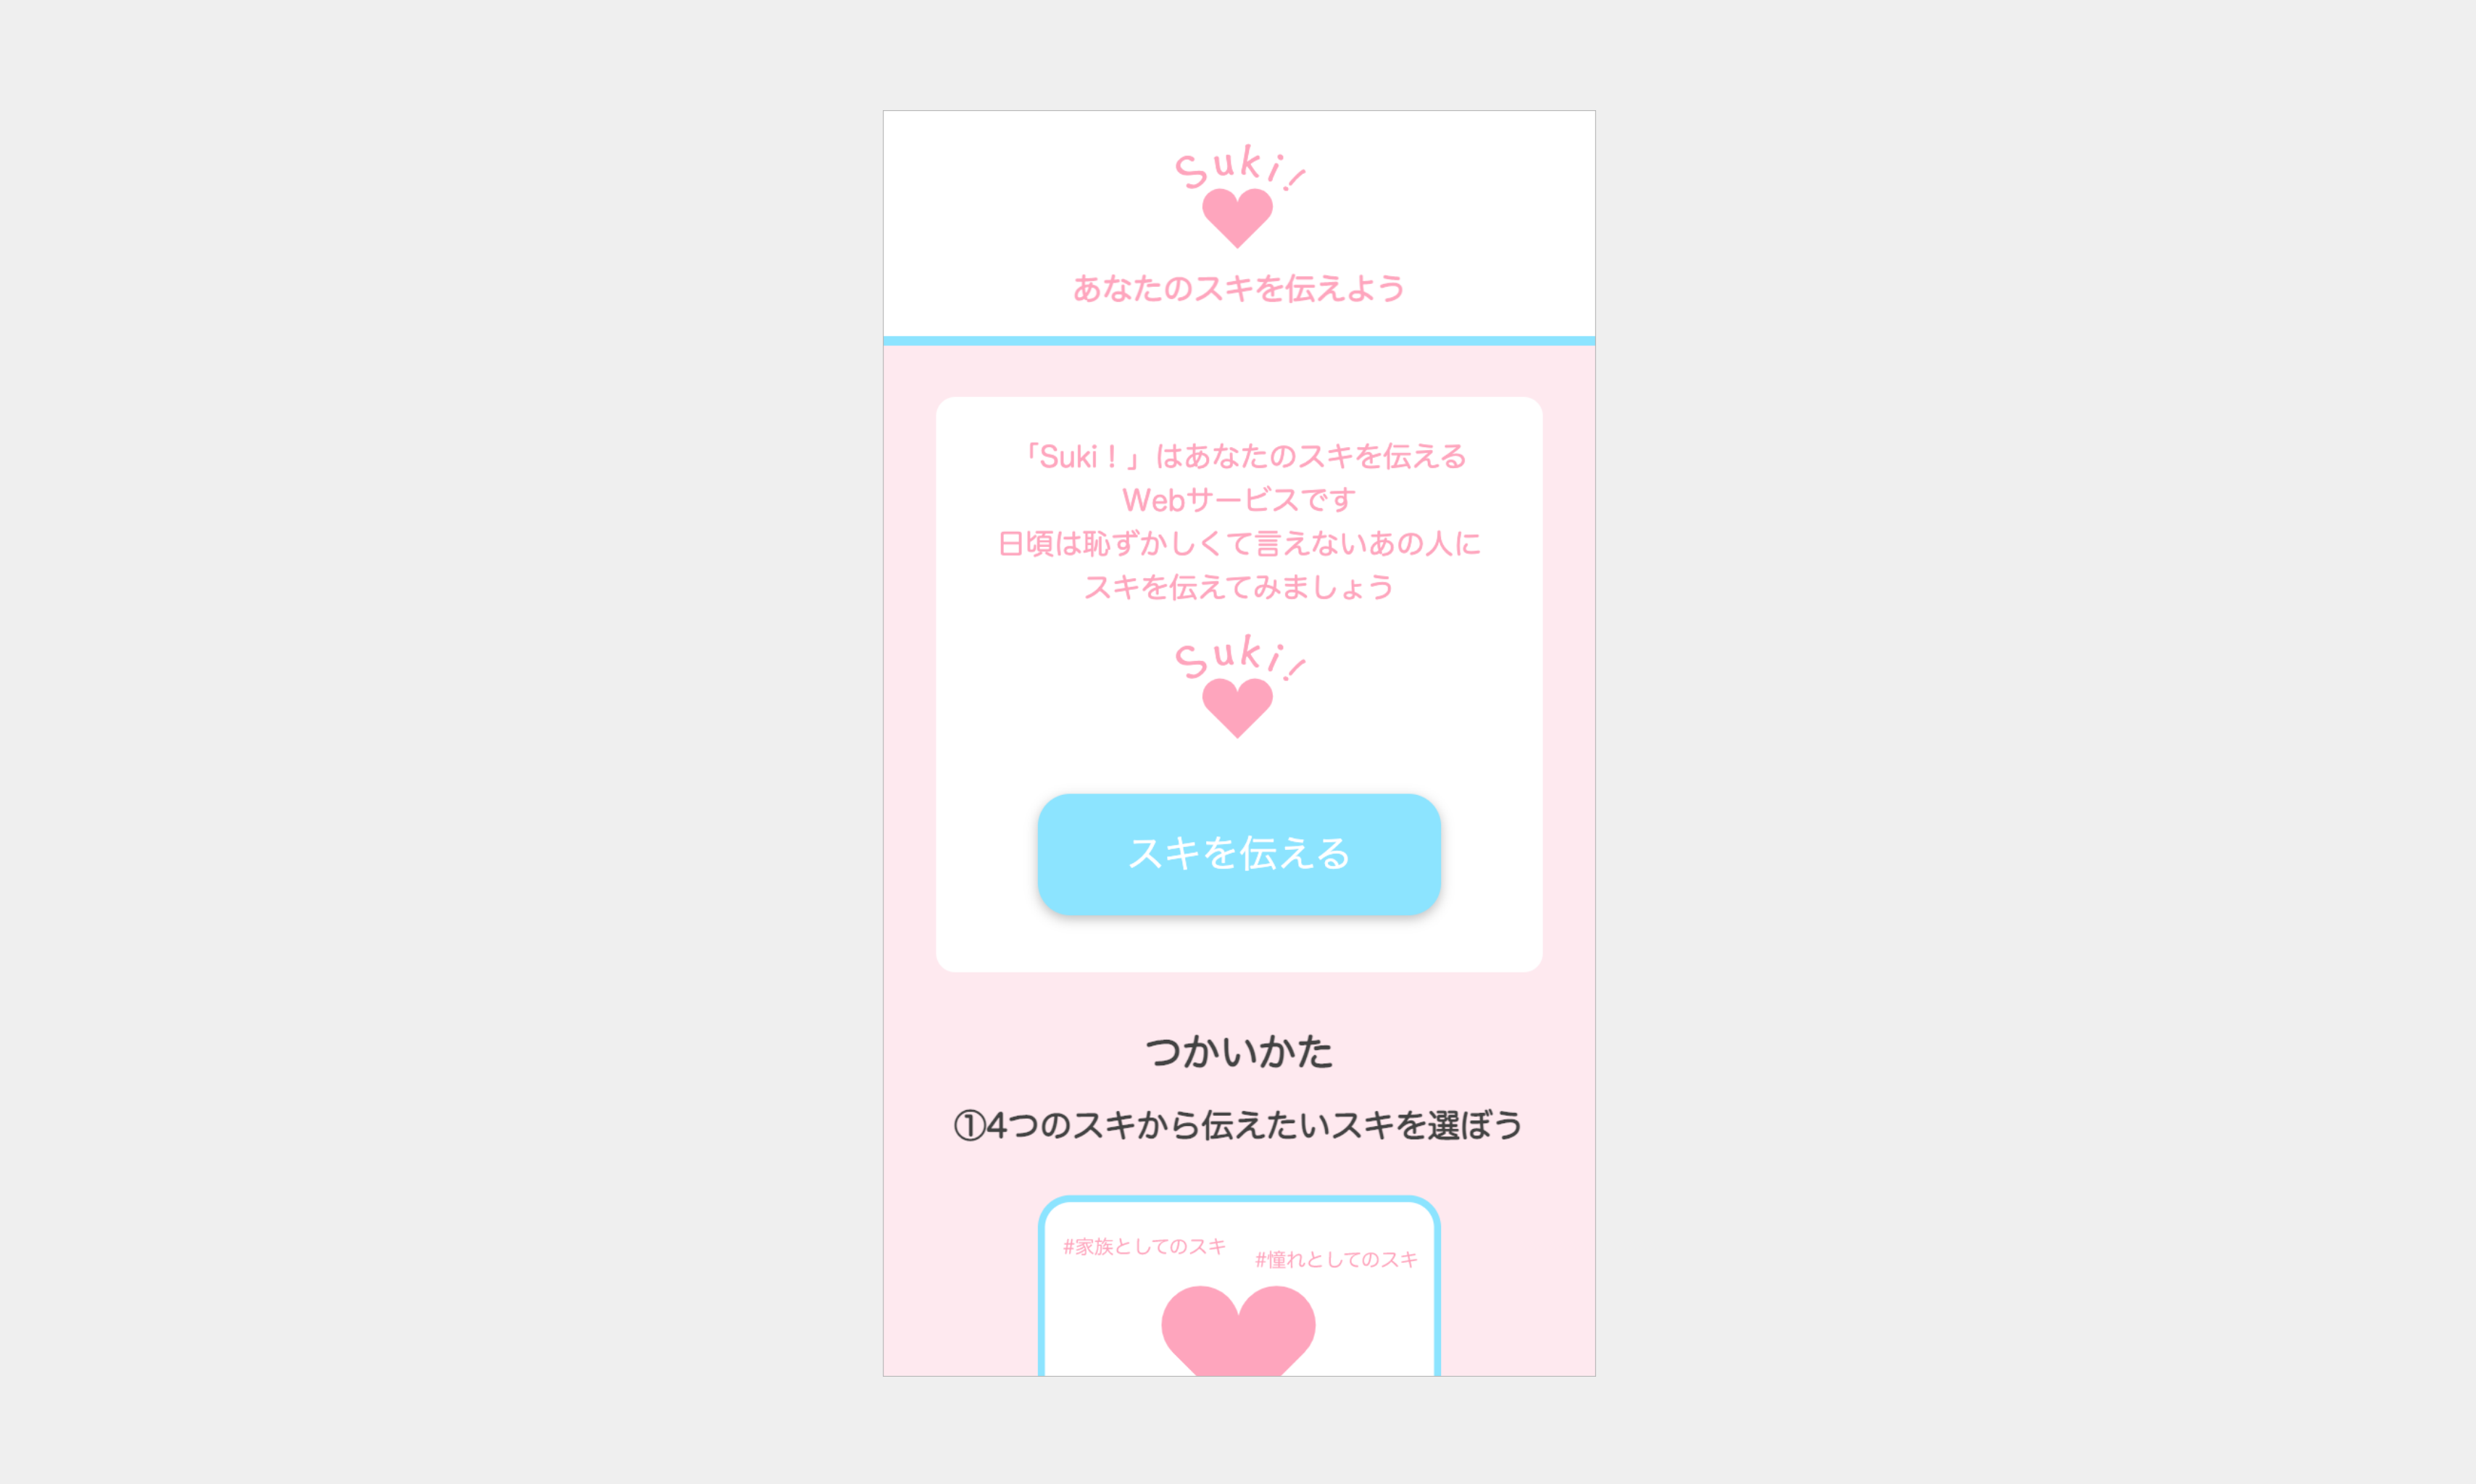 Suki!
あなたのスキを伝えよう
「Suki！」はあなたのスキを伝える
Webサービスです
日頃は恥ずかしくて言えないあの人に
スキを伝えてみましょう
Suki!
スキを伝える
つかいかた
①4つのスキから伝えたいスキを選ぼう
#家族としてのスキ
#憧れとしてのスキ